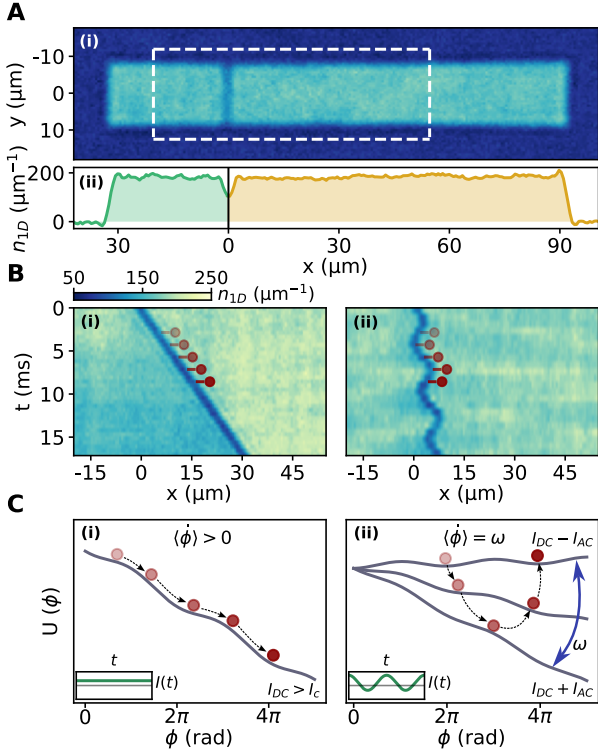 A
(i)
y (µm)
-10
0
10
(ii)
n1D (µm⁻¹)
200
0
30 0 30 60 90
x (µm)
B
50 150 250
n1D (µm⁻¹)
(i)
t (ms)
0
5
10
15
-15 0 15 30 45
x (µm)
(ii)
-15 0 15 30 45
x (µm)
C
(i)
⟨ϕ̇⟩ > 0
U (ϕ)
t
I(t)
IDC > Ic
0 2π 4π
ϕ (rad)
(ii)
⟨ϕ̇⟩ = ω
IDC − IAC
ω
t
I(t)
IDC + IAC
0 2π 4π
ϕ (rad)